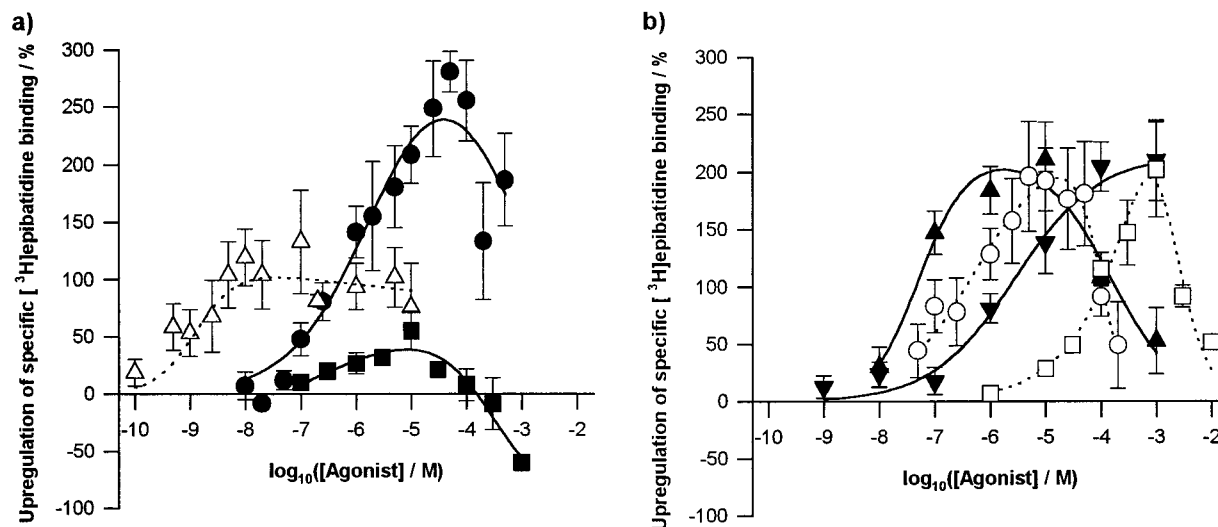 a)
Upregulation of specific [ ³H]epibatidine binding / %
300
250
200
150
100
50
0
-50
-100
-10 -9 -8 -7 -6 -5 -4 -3 -2
log₁₀([Agonist] / M)
b)
Upregulation of specific [ ³H]epibatidine binding / %
300
250
200
150
100
50
0
-50
-100
-10 -9 -8 -7 -6 -5 -4 -3 -2
log₁₀([Agonist] / M)